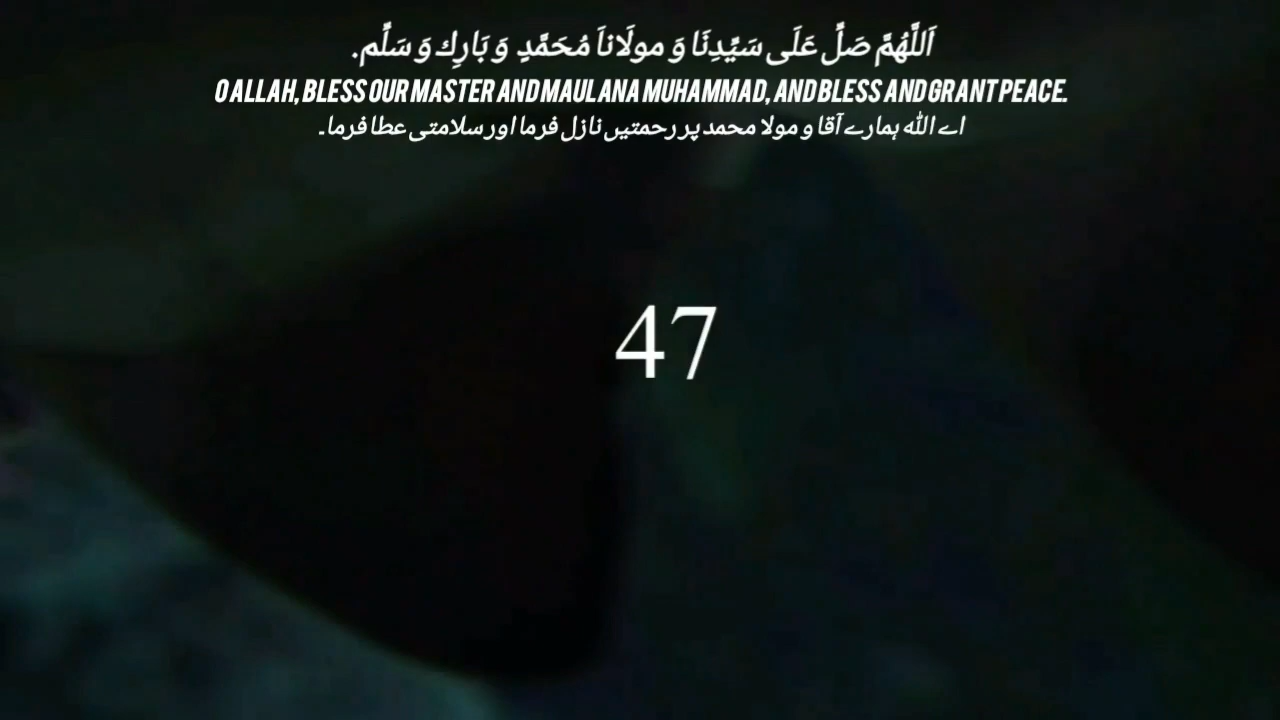 اَللَّهُمَّ صَلِّ عَلَى سَيِّدِنَا وَ مولَاناَ مُحَمَّدٍ وَ بَارِك وَ سَلِّم.
O ALLAH, BLESS OUR MASTER AND MAULANA MUHAMMAD, AND BLESS AND GRANT PEACE.
اے اللہ ہمارے آقا و مولا محمد پر رحمتیں نازل فرما اور سلامتی عطا فرما۔
47